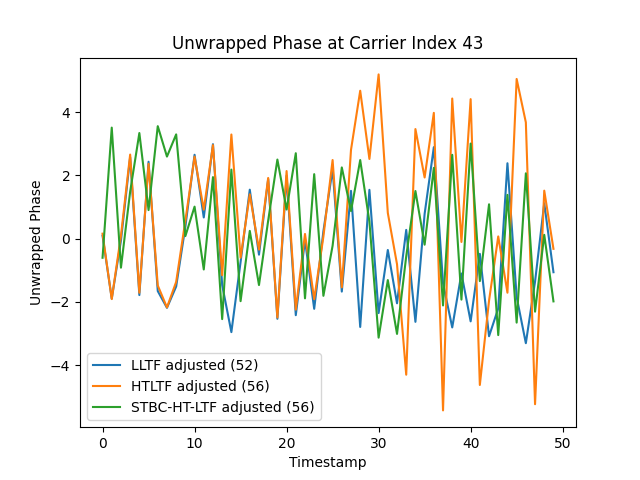 Unwrapped Phase at Carrier Index 43
Unwrapped Phase
4
2
0
−2
−4
LLTF adjusted (52)
HTLTF adjusted (56)
STBC-HT-LTF adjusted (56)
0 10 20 30 40 50
Timestamp